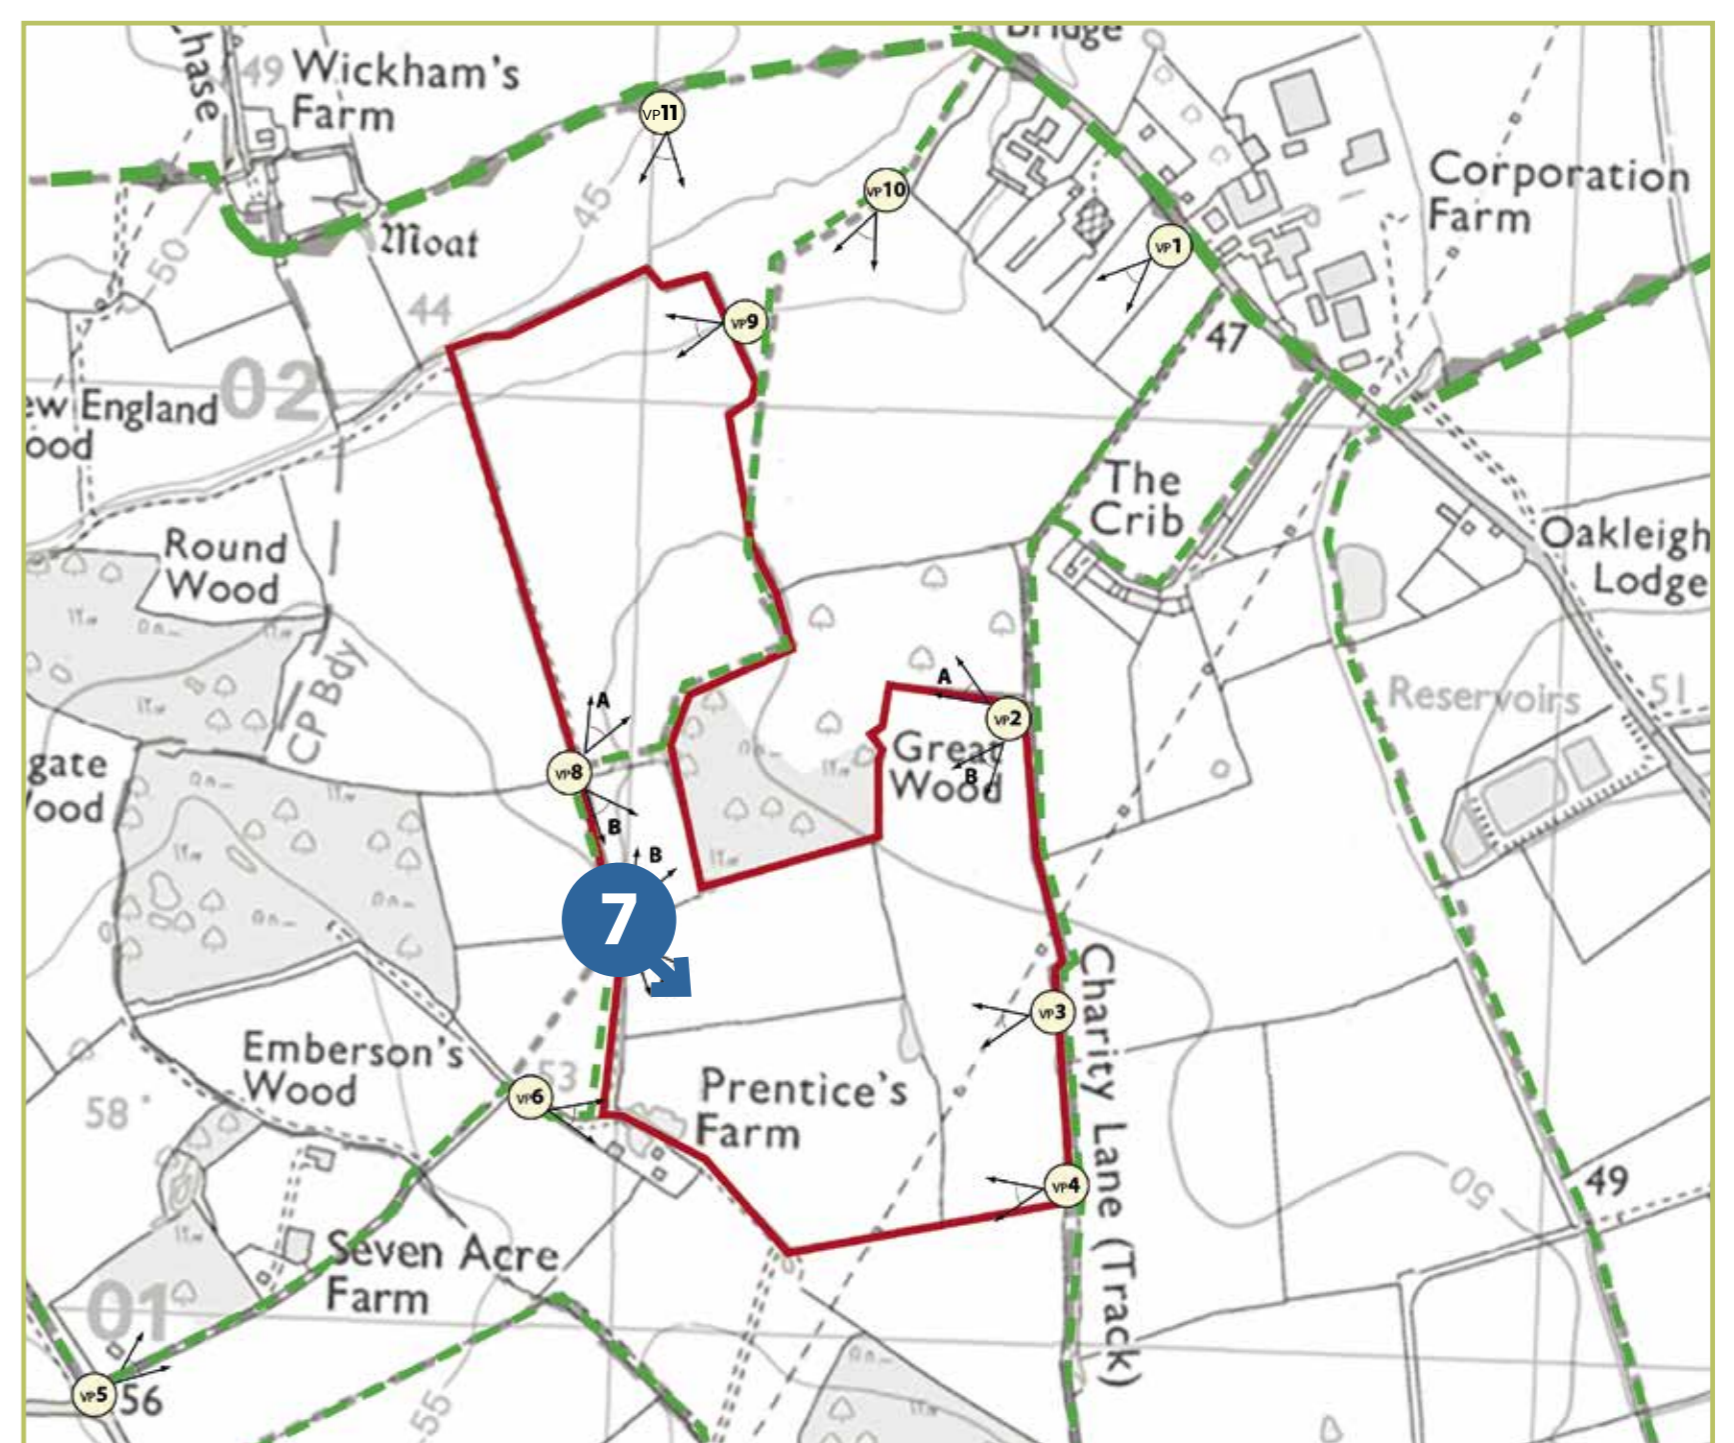 Bridge
hase
49
Wickham's
Farm
VP11
Corporation
Farm
VP10
45
50
Moat
VP1
44
VP9
47
02
ew England
ood
The
Crib
Oakleigh
Lodge
Round
Wood
CP Bdy
A
Reservoirs
51
A
VP2
Great
Wood
B
gate
ood
VP8
B
B
7
Charity Lane (Track)
VP3
Emberson's
Wood
53
VP6
58
Prentice's
Farm
VP4
50
49
Seven Acre
Farm
01
VP5
56
55